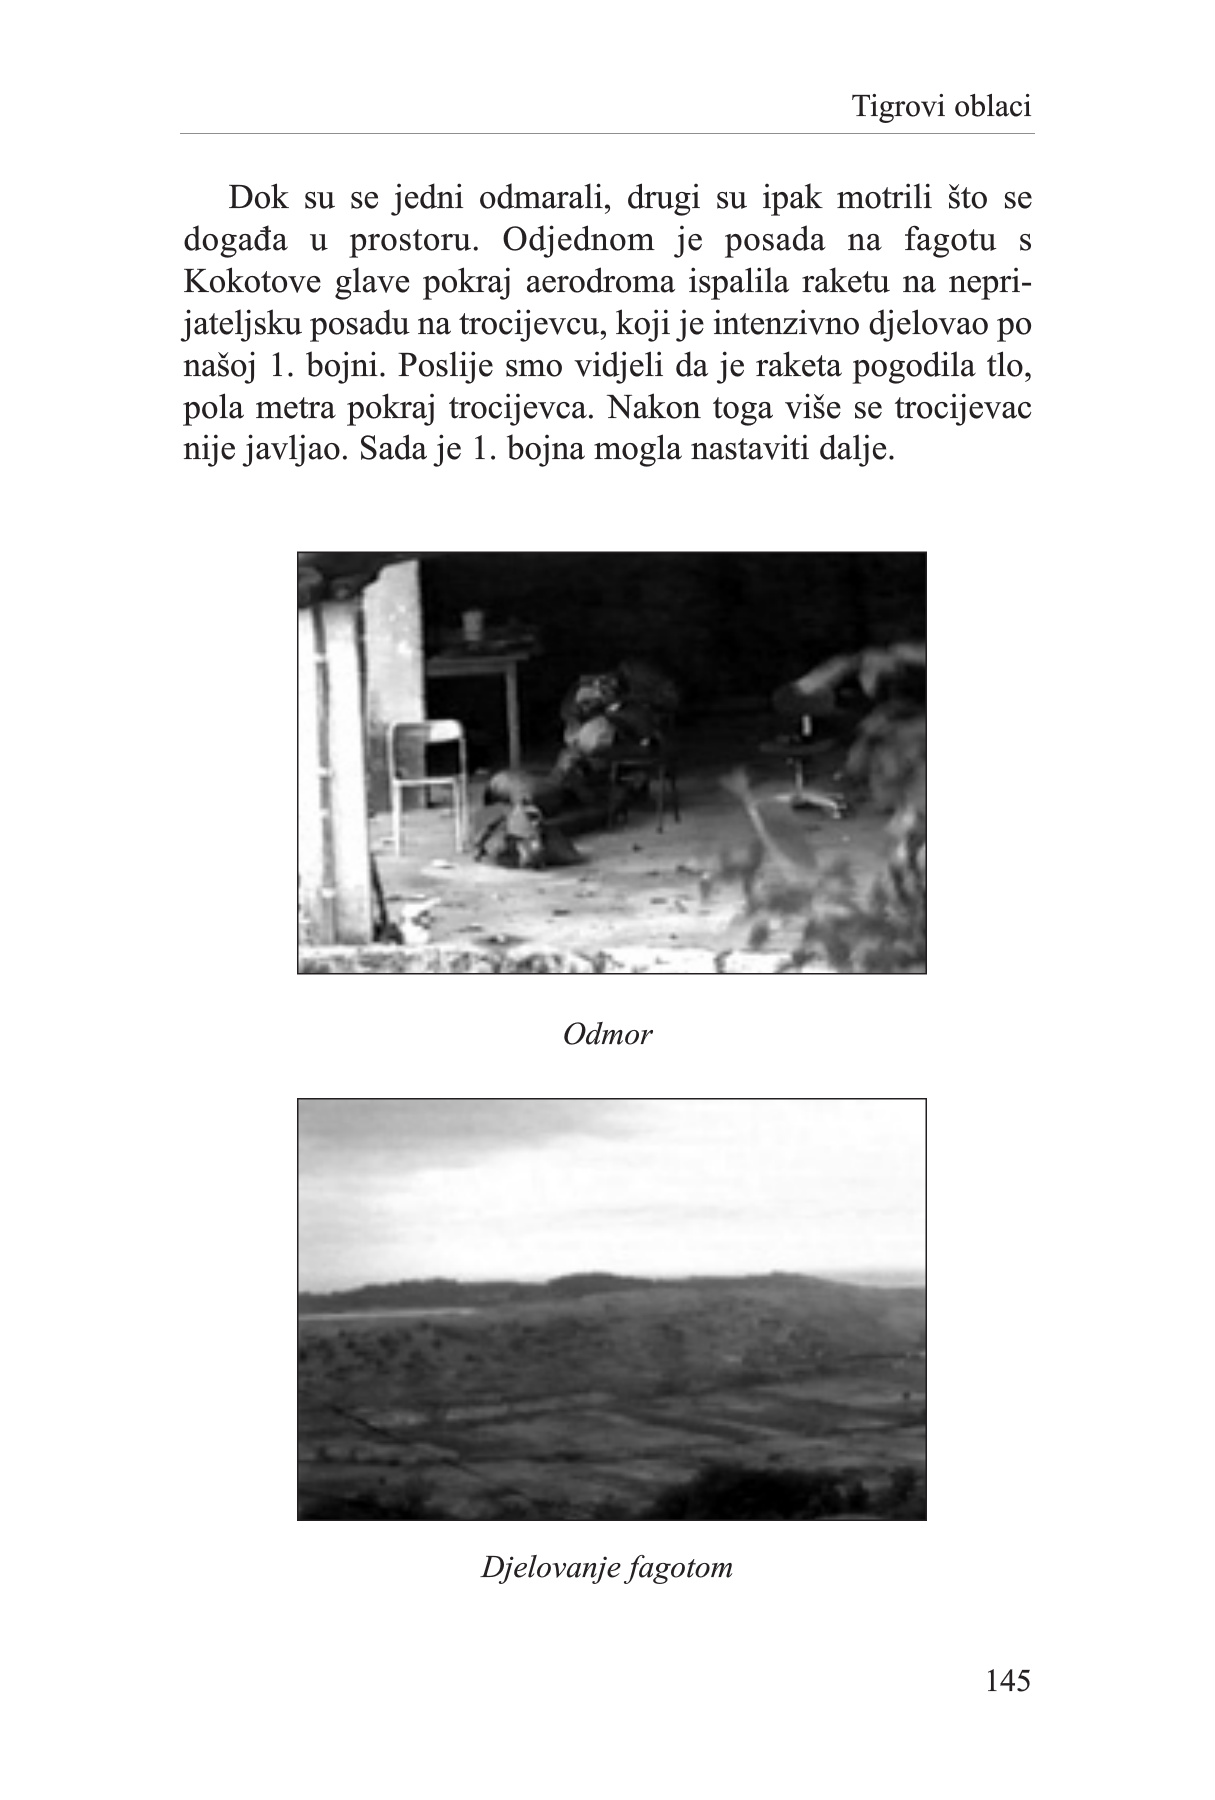 Tigrovi oblaci
Dok su se jedni odmarali, drugi su ipak motrili što se
događa u prostoru. Odjednom je posada na fagotu s
Kokotove glave pokraj aerodroma ispalila raketu na nepri-
jateljsku posadu na trocijevcu, koji je intenzivno djelovao po
našoj 1. bojni. Poslije smo vidjeli da je raketa pogodila tlo,
pola metra pokraj trocijevca. Nakon toga više se trocijevac
nije javljao. Sada je 1. bojna mogla nastaviti dalje.
Odmor
Djelovanje fagotom
145